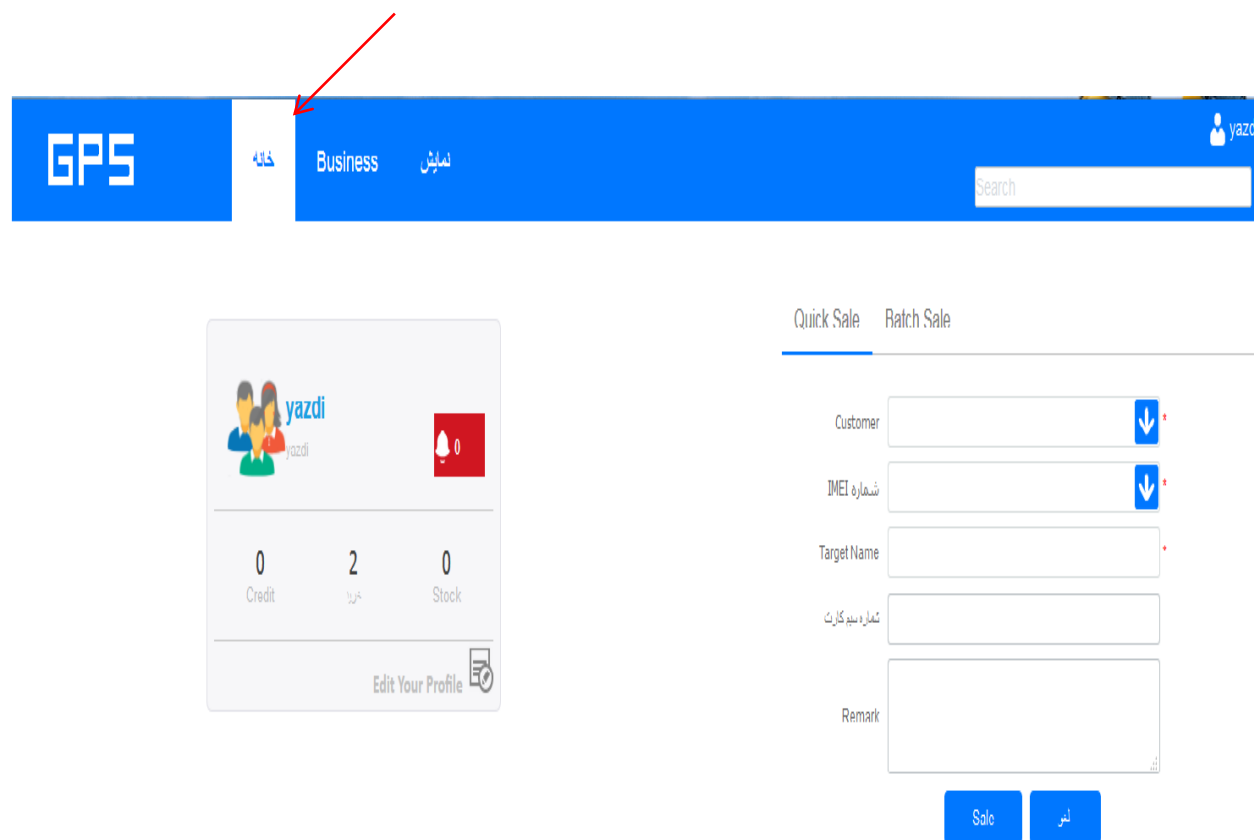 yazd
GPS
خانه
Business
نمایش
Search
Quick Sale
Batch Sale
yazdi
yazdi
0
Customer
*
شماره IMEI
*
0
2
0
Credit
خرید
Stock
Target Name
*
شماره سیم کارت
Edit Your Profile
Remark
Sale
لغو